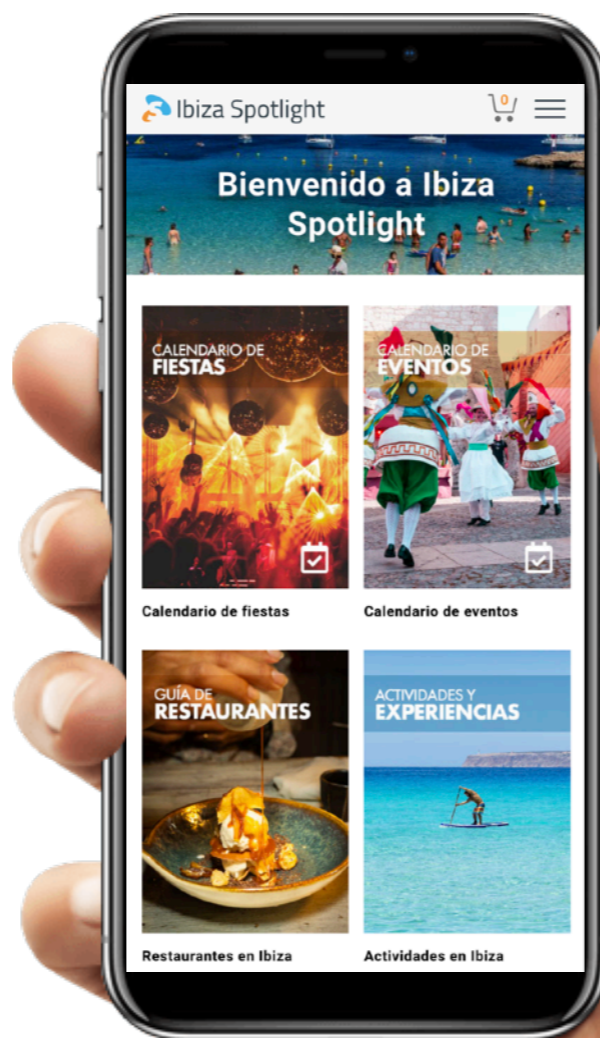 Ibiza Spotlight
0
Bienvenido a Ibiza
Spotlight
CALENDARIO DE
FIESTAS
CALENDARIO DE
EVENTOS
Calendario de fiestas
Calendario de eventos
GUÍA DE
RESTAURANTES
ACTIVIDADES Y
EXPERIENCIAS
Restaurantes en Ibiza
Actividades en Ibiza